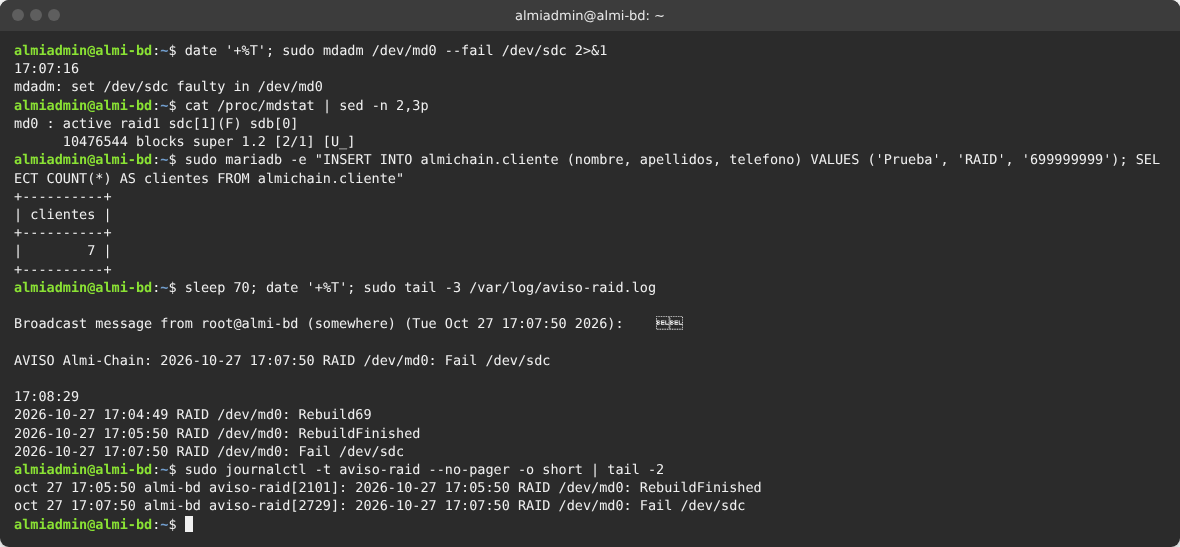 almiadmin@almi-bd: ~
almiadmin@almi-bd:~$ date '+%T'; sudo mdadm /dev/md0 --fail /dev/sdc 2>&1
17:07:16
mdadm: set /dev/sdc faulty in /dev/md0
almiadmin@almi-bd:~$ cat /proc/mdstat | sed -n 2,3p
md0 : active raid1 sdc[1](F) sdb[0]
      10476544 blocks super 1.2 [2/1] [U_]
almiadmin@almi-bd:~$ sudo mariadb -e "INSERT INTO almichain.cliente (nombre, apellidos, telefono) VALUES ('Prueba', 'RAID', '699999999'); SEL
ECT COUNT(*) AS clientes FROM almichain.cliente"
+----------+
| clientes |
+----------+
|        7 |
+----------+
almiadmin@almi-bd:~$ sleep 70; date '+%T'; sudo tail -3 /var/log/aviso-raid.log
Broadcast message from root@almi-bd (somewhere) (Tue Oct 27 17:07:50 2026):    BELBEL
AVISO Almi-Chain: 2026-10-27 17:07:50 RAID /dev/md0: Fail /dev/sdc
17:08:29
2026-10-27 17:04:49 RAID /dev/md0: Rebuild69
2026-10-27 17:05:50 RAID /dev/md0: RebuildFinished
2026-10-27 17:07:50 RAID /dev/md0: Fail /dev/sdc
almiadmin@almi-bd:~$ sudo journalctl -t aviso-raid --no-pager -o short | tail -2
oct 27 17:05:50 almi-bd aviso-raid[2101]: 2026-10-27 17:05:50 RAID /dev/md0: RebuildFinished
oct 27 17:07:50 almi-bd aviso-raid[2729]: 2026-10-27 17:07:50 RAID /dev/md0: Fail /dev/sdc
almiadmin@almi-bd:~$